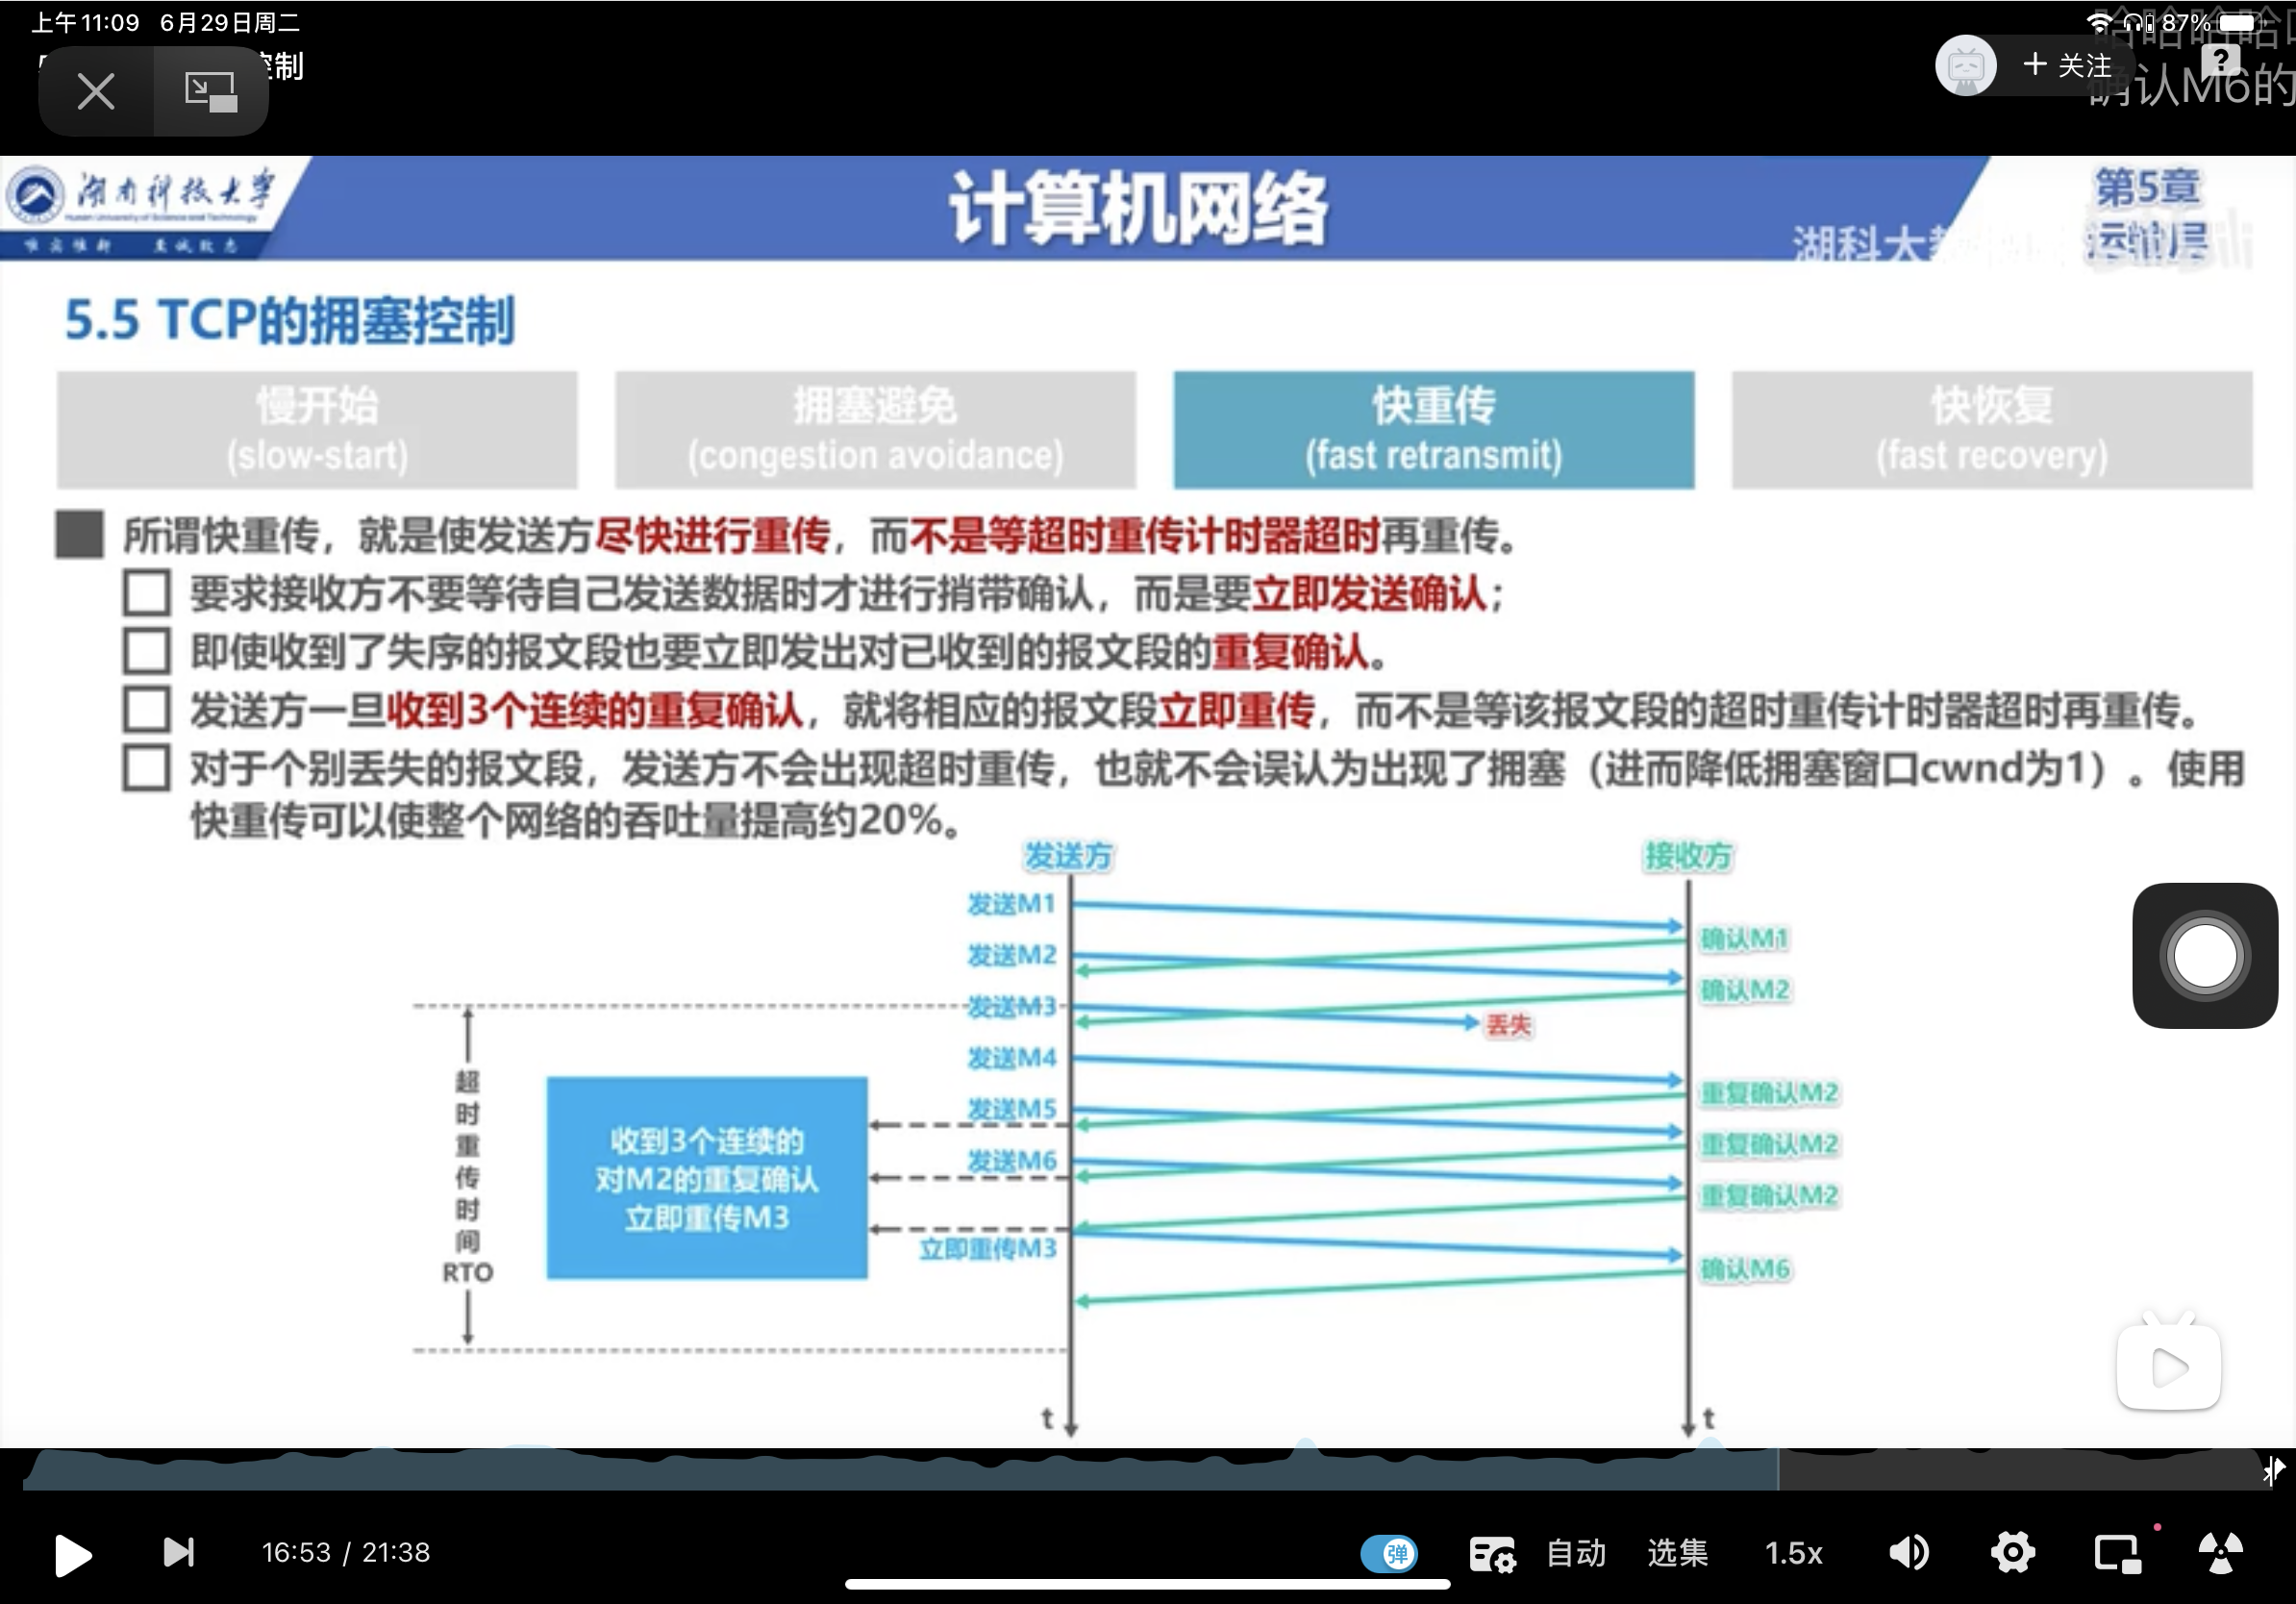 上午11:09 6月29日周二
87%
控制
+ 关注
确认M6的
湖南科技大学
Hunan University of Science and Technology
计算机网络
第5章
运输层
湖科大教
5.5 TCP的拥塞控制
慢开始
(slow-start)
拥塞避免
(congestion avoidance)
快重传
(fast retransmit)
快恢复
(fast recovery)
所谓快重传，就是使发送方尽快进行重传，而不是等超时重传计时器超时再重传。
要求接收方不要等待自己发送数据时才进行捎带确认，而是要立即发送确认；
即使收到了失序的报文段也要立即发出对已收到的报文段的重复确认。
发送方一旦收到3个连续的重复确认，就将相应的报文段立即重传，而不是等该报文段的超时重传计时器超时再重传。
对于个别丢失的报文段，发送方不会出现超时重传，也就不会误认为出现了拥塞（进而降低拥塞窗口cwnd为1）。使用
快重传可以使整个网络的吞吐量提高约20%。
发送方
接收方
发送M1
确认M1
发送M2
确认M2
发送M3
丢失
发送M4
重复确认M2
发送M5
重复确认M2
发送M6
重复确认M2
立即重传M3
确认M6
超时重传时间
RTO
收到3个连续的
对M2的重复确认
立即重传M3
t
t
16:53 / 21:38
弹
自动
选集
1.5x